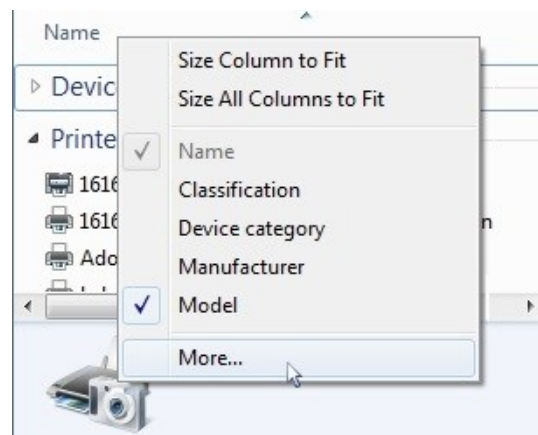 Name
Size Column to Fit
Devic
Size All Columns to Fit
Printe
Name
1616
Classification
1616
Device category
n
Ado
Manufacturer
Model
More...